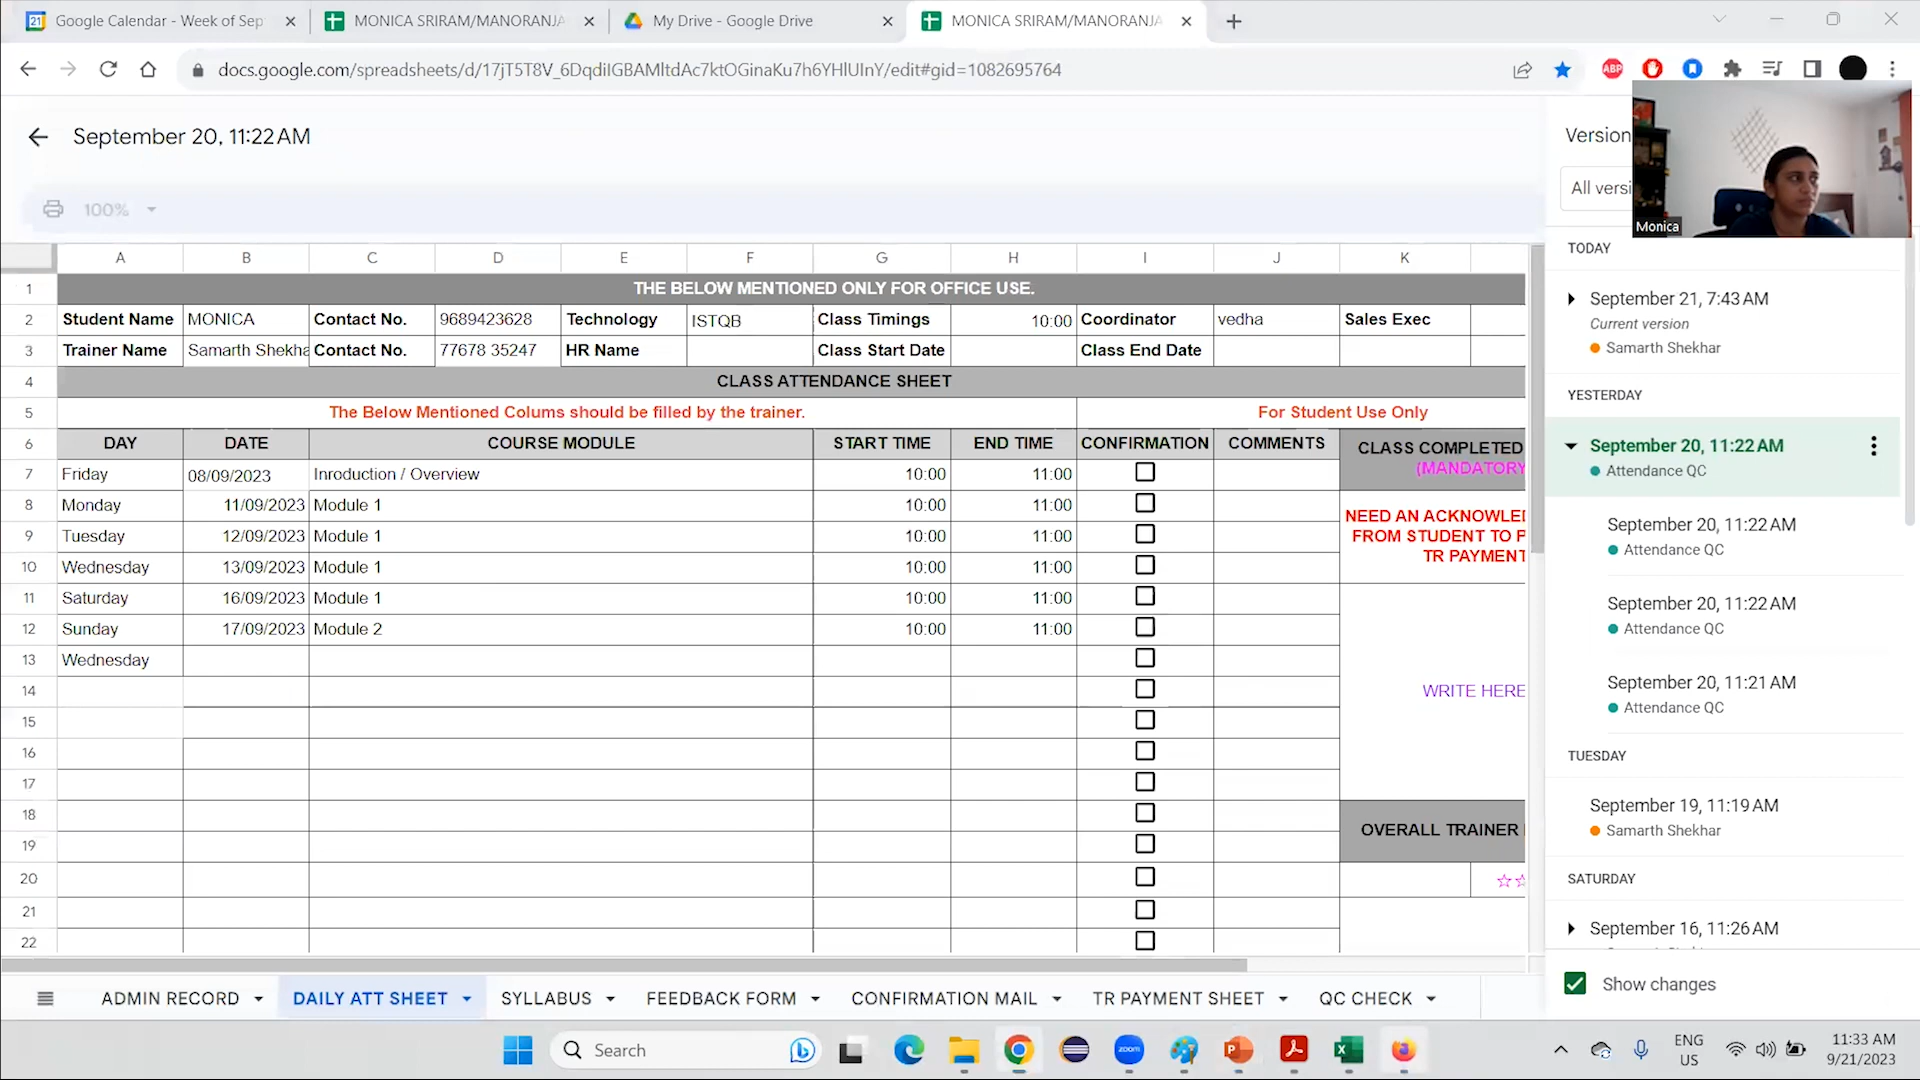 Google Calendar - Week of Sep
MONICA SRIRAM/MANORANJA
My Drive - Google Drive
MONICA SRIRAM/MANORANJA
docs.google.com/spreadsheets/d/17jT5T8V_6DqdiIGBAMltdAc7ktOGinaKu7h6YHlUInY/edit#gid=1082695764
ABP
September 20, 11:22 AM
Version
All versi
Monica
100%
A B C D E F G H I J K
1 THE BELOW MENTIONED ONLY FOR OFFICE USE.
2 Student Name MONICA Contact No. 9689423628 Technology ISTQB Class Timings 10:00 Coordinator vedha Sales Exec
3 Trainer Name Samarth Shekha Contact No. 77678 35247 HR Name Class Start Date Class End Date
4 CLASS ATTENDANCE SHEET
5 The Below Mentioned Colums should be filled by the trainer. For Student Use Only
6 DAY DATE COURSE MODULE START TIME END TIME CONFIRMATION COMMENTS CLASS COMPLETED
(MANDATORY
7 Friday 08/09/2023 Inroduction / Overview 10:00 11:00
8 Monday 11/09/2023 Module 1 10:00 11:00
NEED AN ACKNOWLE
9 Tuesday 12/09/2023 Module 1 10:00 11:00 FROM STUDENT TO P
TR PAYMENT
10 Wednesday 13/09/2023 Module 1 10:00 11:00
11 Saturday 16/09/2023 Module 1 10:00 11:00
12 Sunday 17/09/2023 Module 2 10:00 11:00
13 Wednesday
14 WRITE HERE
15
16
17
18
OVERALL TRAINER
19
20
21
22
TODAY
September 21, 7:43 AM
Current version
Samarth Shekhar
YESTERDAY
September 20, 11:22 AM
Attendance QC
September 20, 11:22 AM
Attendance QC
September 20, 11:22 AM
Attendance QC
September 20, 11:21 AM
Attendance QC
TUESDAY
September 19, 11:19 AM
Samarth Shekhar
SATURDAY
September 16, 11:26 AM
Show changes
ADMIN RECORD DAILY ATT SHEET SYLLABUS FEEDBACK FORM CONFIRMATION MAIL TR PAYMENT SHEET QC CHECK
Search
zoom
ENG
US
11:33 AM
9/21/2023